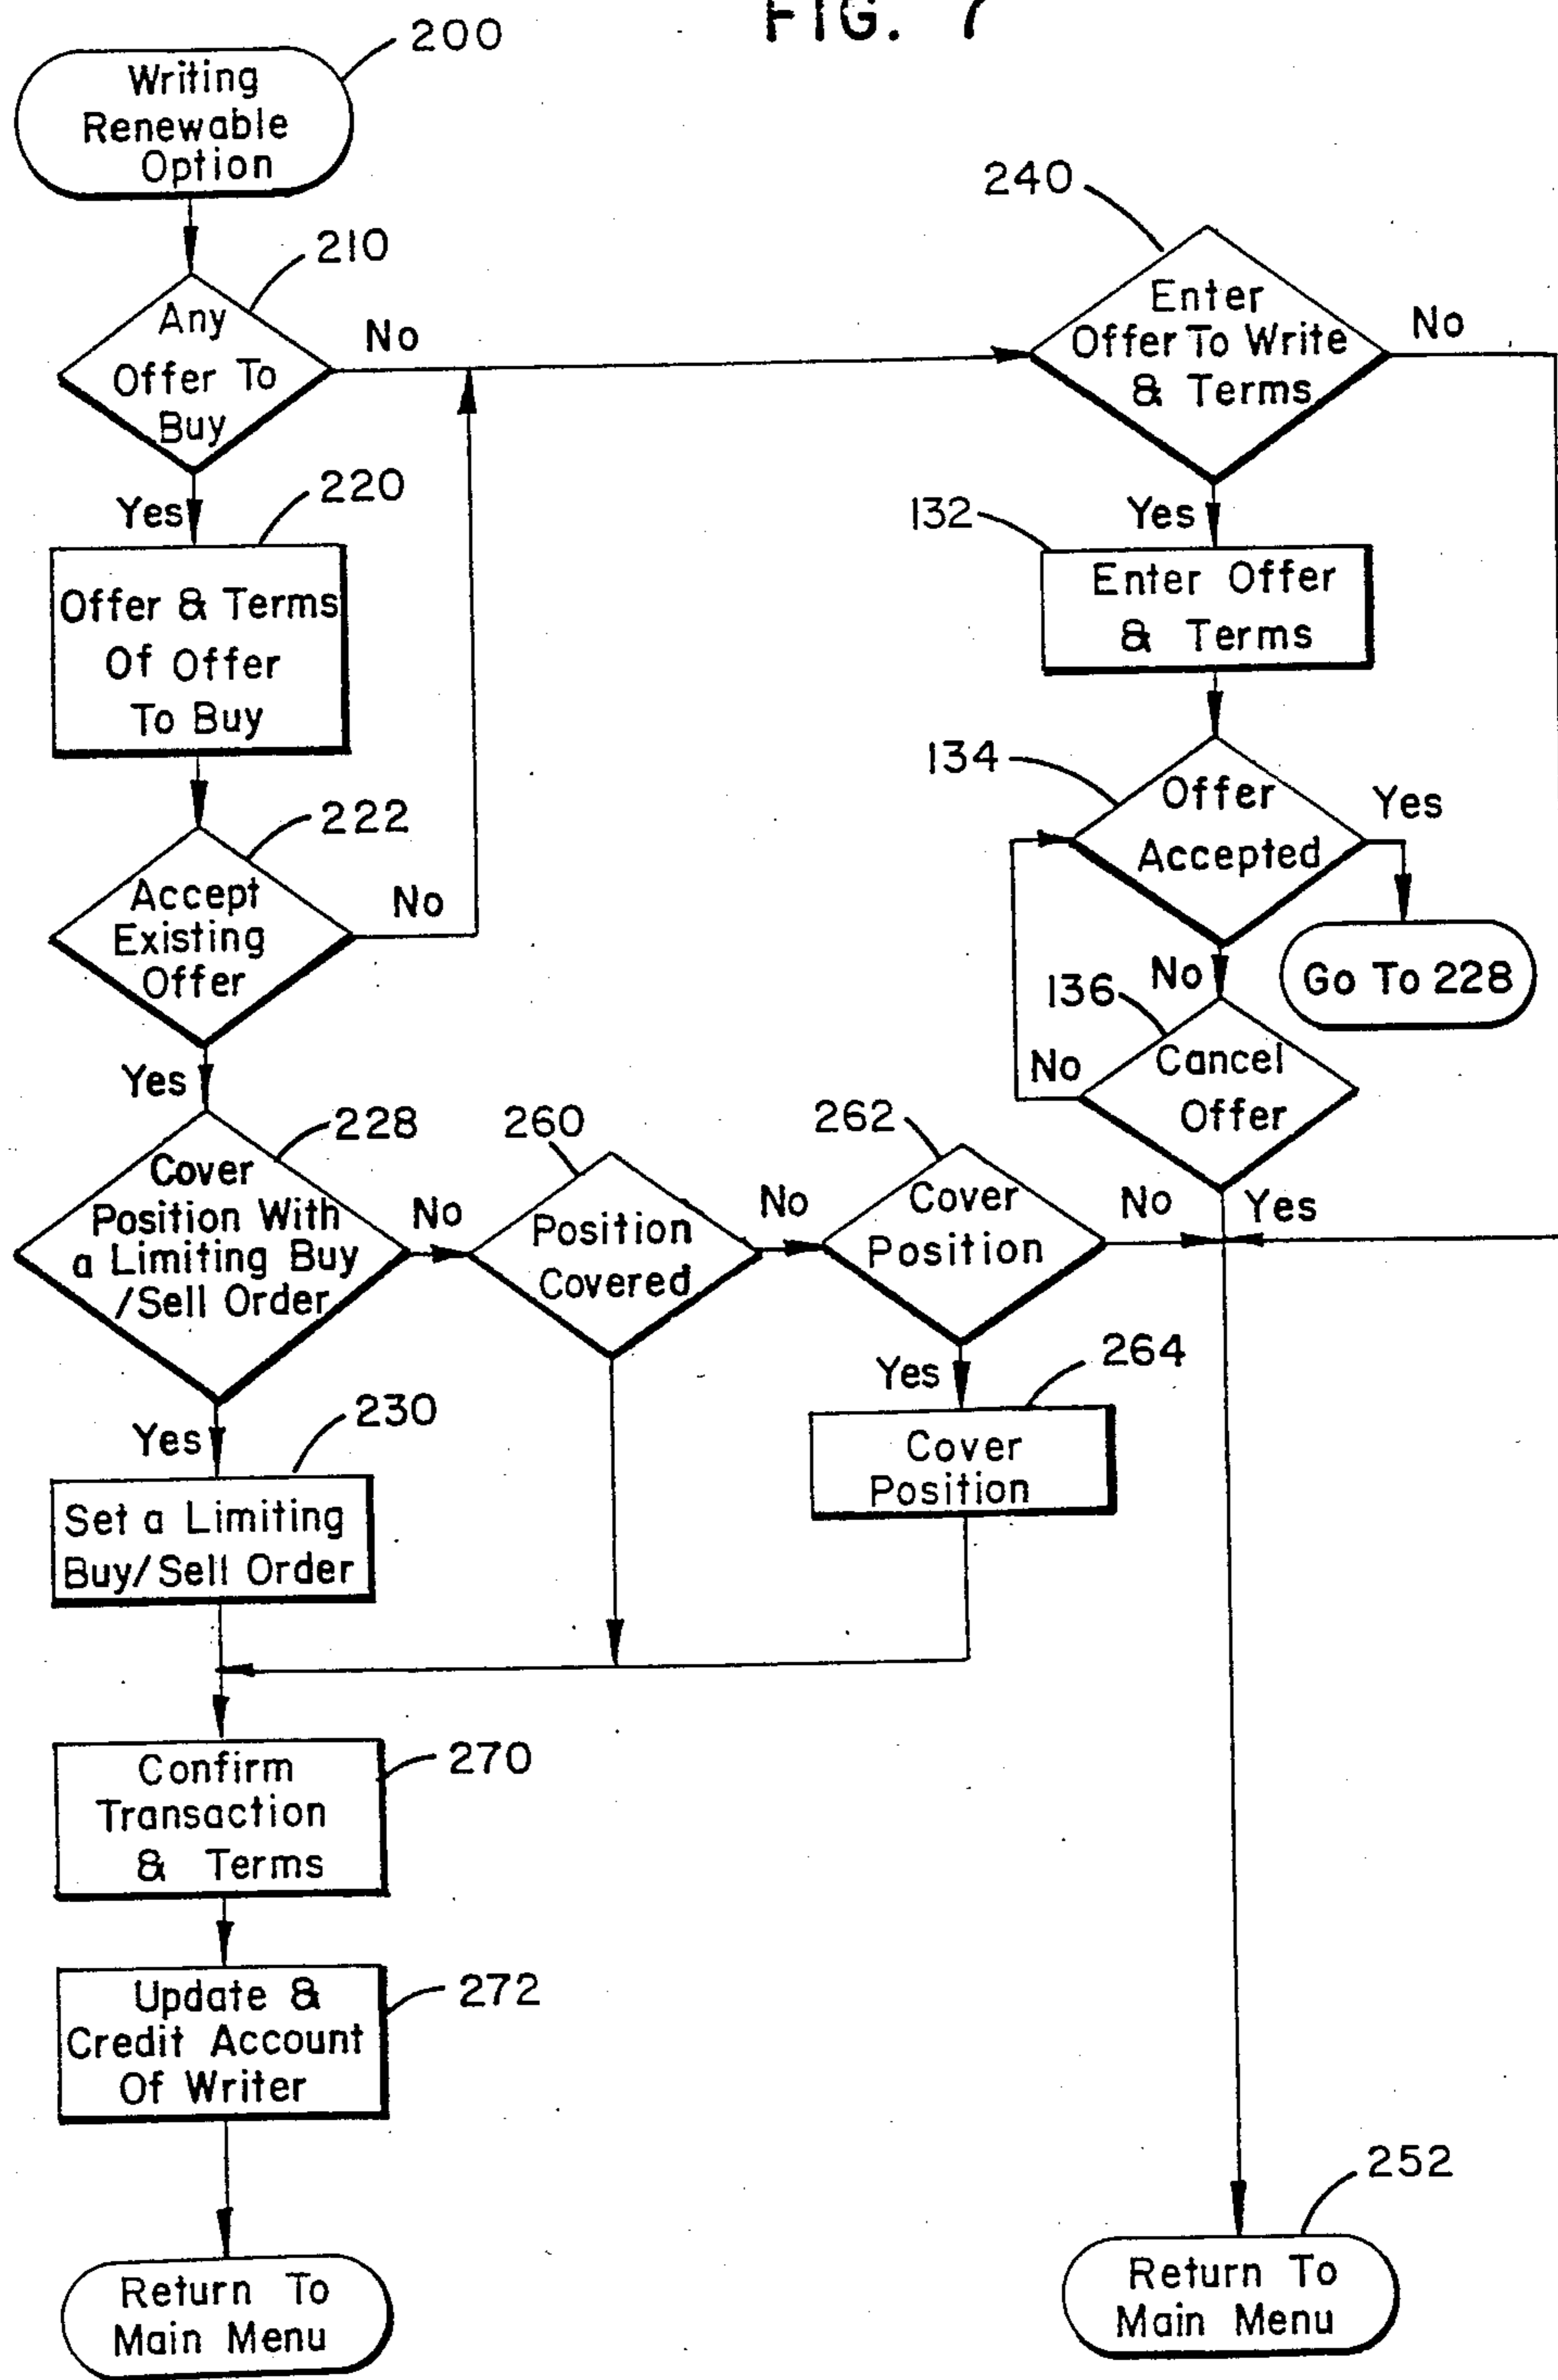 FIG. 7
200
Writing
Renewable
Option
210
Any
Offer To
Buy
No
Yes
220
Offer & Terms
Of Offer
To Buy
222
Accept
Existing
Offer
No
Yes
228
Cover
Position With
a Limiting Buy
/Sell Order
No
Yes
230
Set a Limiting
Buy/Sell Order
260
Position
Covered
No
262
Cover
Position
No
Yes
264
Cover
Position
270
Confirm
Transaction
& Terms
272
Update &
Credit Account
Of Writer
Return To
Main Menu
240
Enter
Offer To Write
& Terms
No
Yes
132
Enter Offer
& Terms
134
Offer
Accepted
Yes
Go To 228
No
136
Cancel
Offer
No
Yes
252
Return To
Main Menu